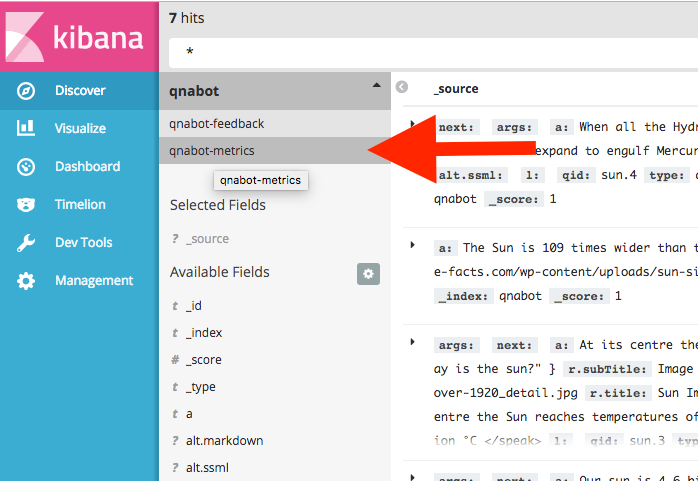 kibana
Discover
Visualize
Dashboard
Timelion
Dev Tools
Management
7 hits
*
qnabot
qnabot-feedback
qnabot-metrics
qnabot-metrics
Selected Fields
? _source
Available Fields
t _id
t _index
# _score
t _type
t a
? alt.markdown
? alt.ssml
_source
next: args: a: When all the Hydr
expand to engulf Mercur
alt.ssml: l: qid: sun.4 type:
qnabot _score: 1
a: The Sun is 109 times wider than t
e-facts.com/wp-content/uploads/sun-si
_index: qnabot _score: 1
args: next: a: At its centre the
ay is the sun?" } r.subTitle: Image
over-1920_detail.jpg r.title: Sun Im
entre the Sun reaches temperatures of
ion °C </speak> l: qid: sun.3 typ
args: next: a: Our sun is 4.6 bi